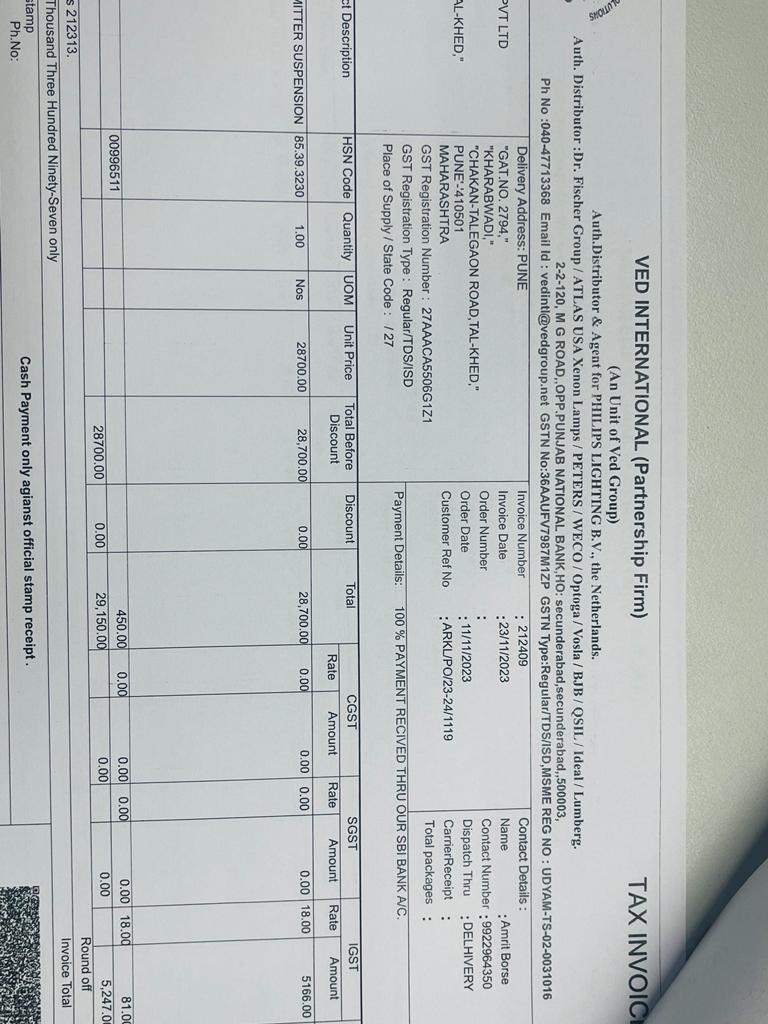 VED INTERNATIONAL (Partnership Firm)
TAX INVOICE
(An Unit of Ved Group)
Auth.Distributor & Agent for PHILIPS LIGHTING B.V., the Netherlands.
Auth. Distributor :Dr. Fischer Group / ATLAS USA Xenon Lamps / PETERS / WECO / Optoga / Vosla / BJB / QSIL / Ideal / Lumberg.
2-2-120, M G ROAD,,OPP.PUNJAB NATIONAL BANK,HO: secunderabad,secunderabad,,500003,
Ph No :040-47713368 Email Id : vedintl@vedgroup.net GSTN No:36AAUFV7987M1ZP GSTN Type:Regular/TDS/ISD,MSME REG NO : UDYAM-TS-02-0031016
Delivery Address: PUNE
PVT LTD
"GAT.NO. 2794,"
"KHARABWADI,"
"CHAKAN-TALEGAON ROAD,TAL-KHED,"
AL-KHED,"
PUNE'-'410501
MAHARASHTRA
GST Registration Number : 27AAACA5506G1Z1
GST Registration Type : Regular/TDS/ISD
Place of Supply / State Code : / 27
Invoice Number : 212409
Invoice Date : 23/11/2023
Order Number :
Order Date : 11/11/2023
Customer Ref No : ARKL/PO/23-24/1119
Contact Details :
Name : Amrit Borse
Contact Number : 9922964350
Dispatch Thru : DELHIVERY
CarrierReceipt :
Total packages :
Payment Details: 100 % PAYMENT RECIVED THRU OUR SBI BANK A/C.
ct Description HSN Code Quantity UOM Unit Price Total Before Discount Discount Total CGST SGST IGST
Rate Amount Rate Amount Rate Amount
MITTER SUSPENSION 85.39.3230 1.00 Nos 28700.00 28,700.00 0.00 28,700.00 0.00 0.00 0.00 0.00 18.00 5166.00
00996511 450.00 0.00 0.00 0.00 0.00 18.00 81.0
28700.00 0.00 29,150.00 0.00 0.00 5,247.0
Round off
s 212313.
Invoice Total
Thousand Three Hundred Ninety-Seven only
stamp
Cash Payment only agianst official stamp receipt .
Ph.No: